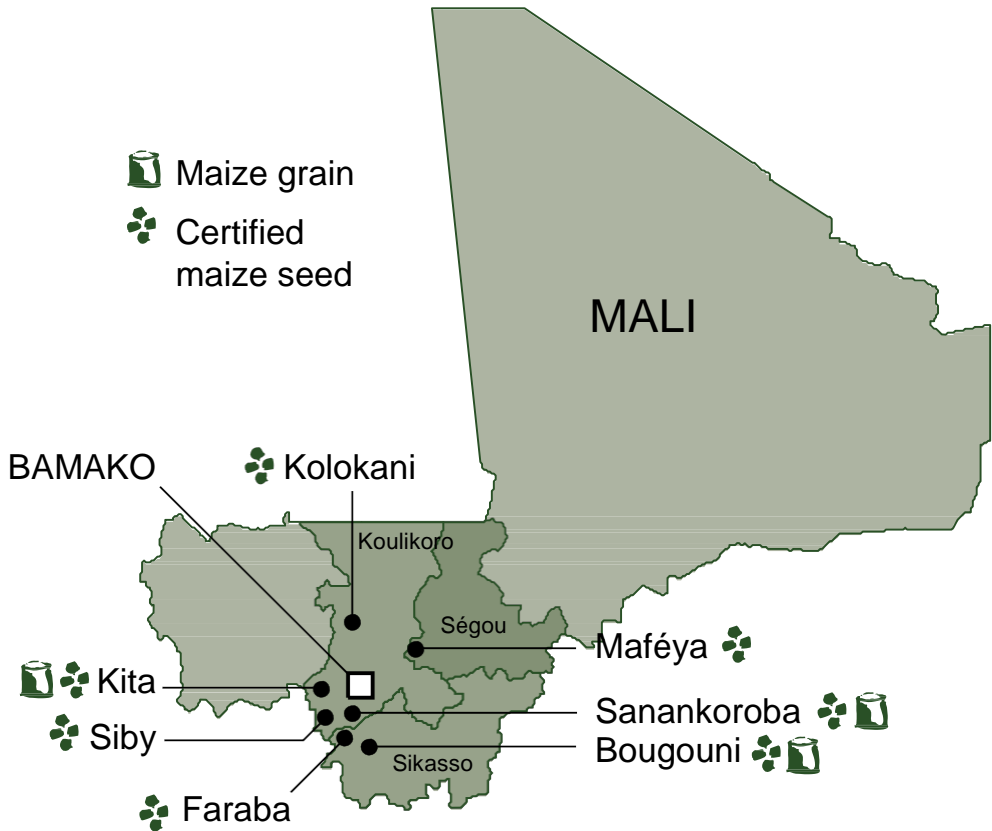 Maize grain
Certified
maize seed
MALI
BAMAKO
Kolokani
Koulikoro
Ségou
Maféya
Kita
Sanankoroba
Siby
Bougouni
Sikasso
Faraba